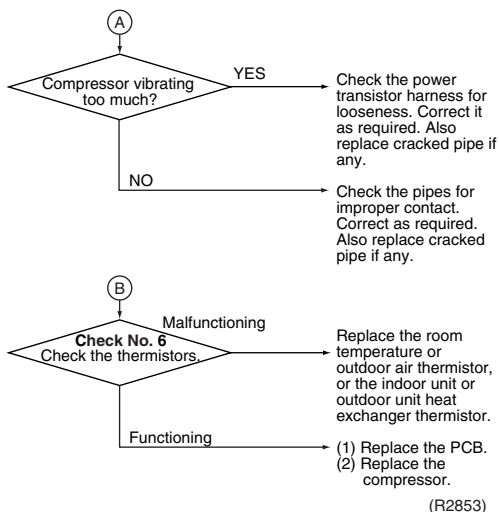 A
Compressor vibrating
too much?
YES
Check the power
transistor harness for
looseness. Correct it
as required. Also
replace cracked pipe if
any.
NO
Check the pipes for
improper contact.
Correct as required.
Also replace cracked
pipe if any.
B
Malfunctioning
Check No. 6
Check the thermistors.
Replace the room
temperature or
outdoor air thermistor,
or the indoor unit or
outdoor unit heat
exchanger thermistor.
Functioning
(1) Replace the PCB.
(2) Replace the
compressor.
(R2853)